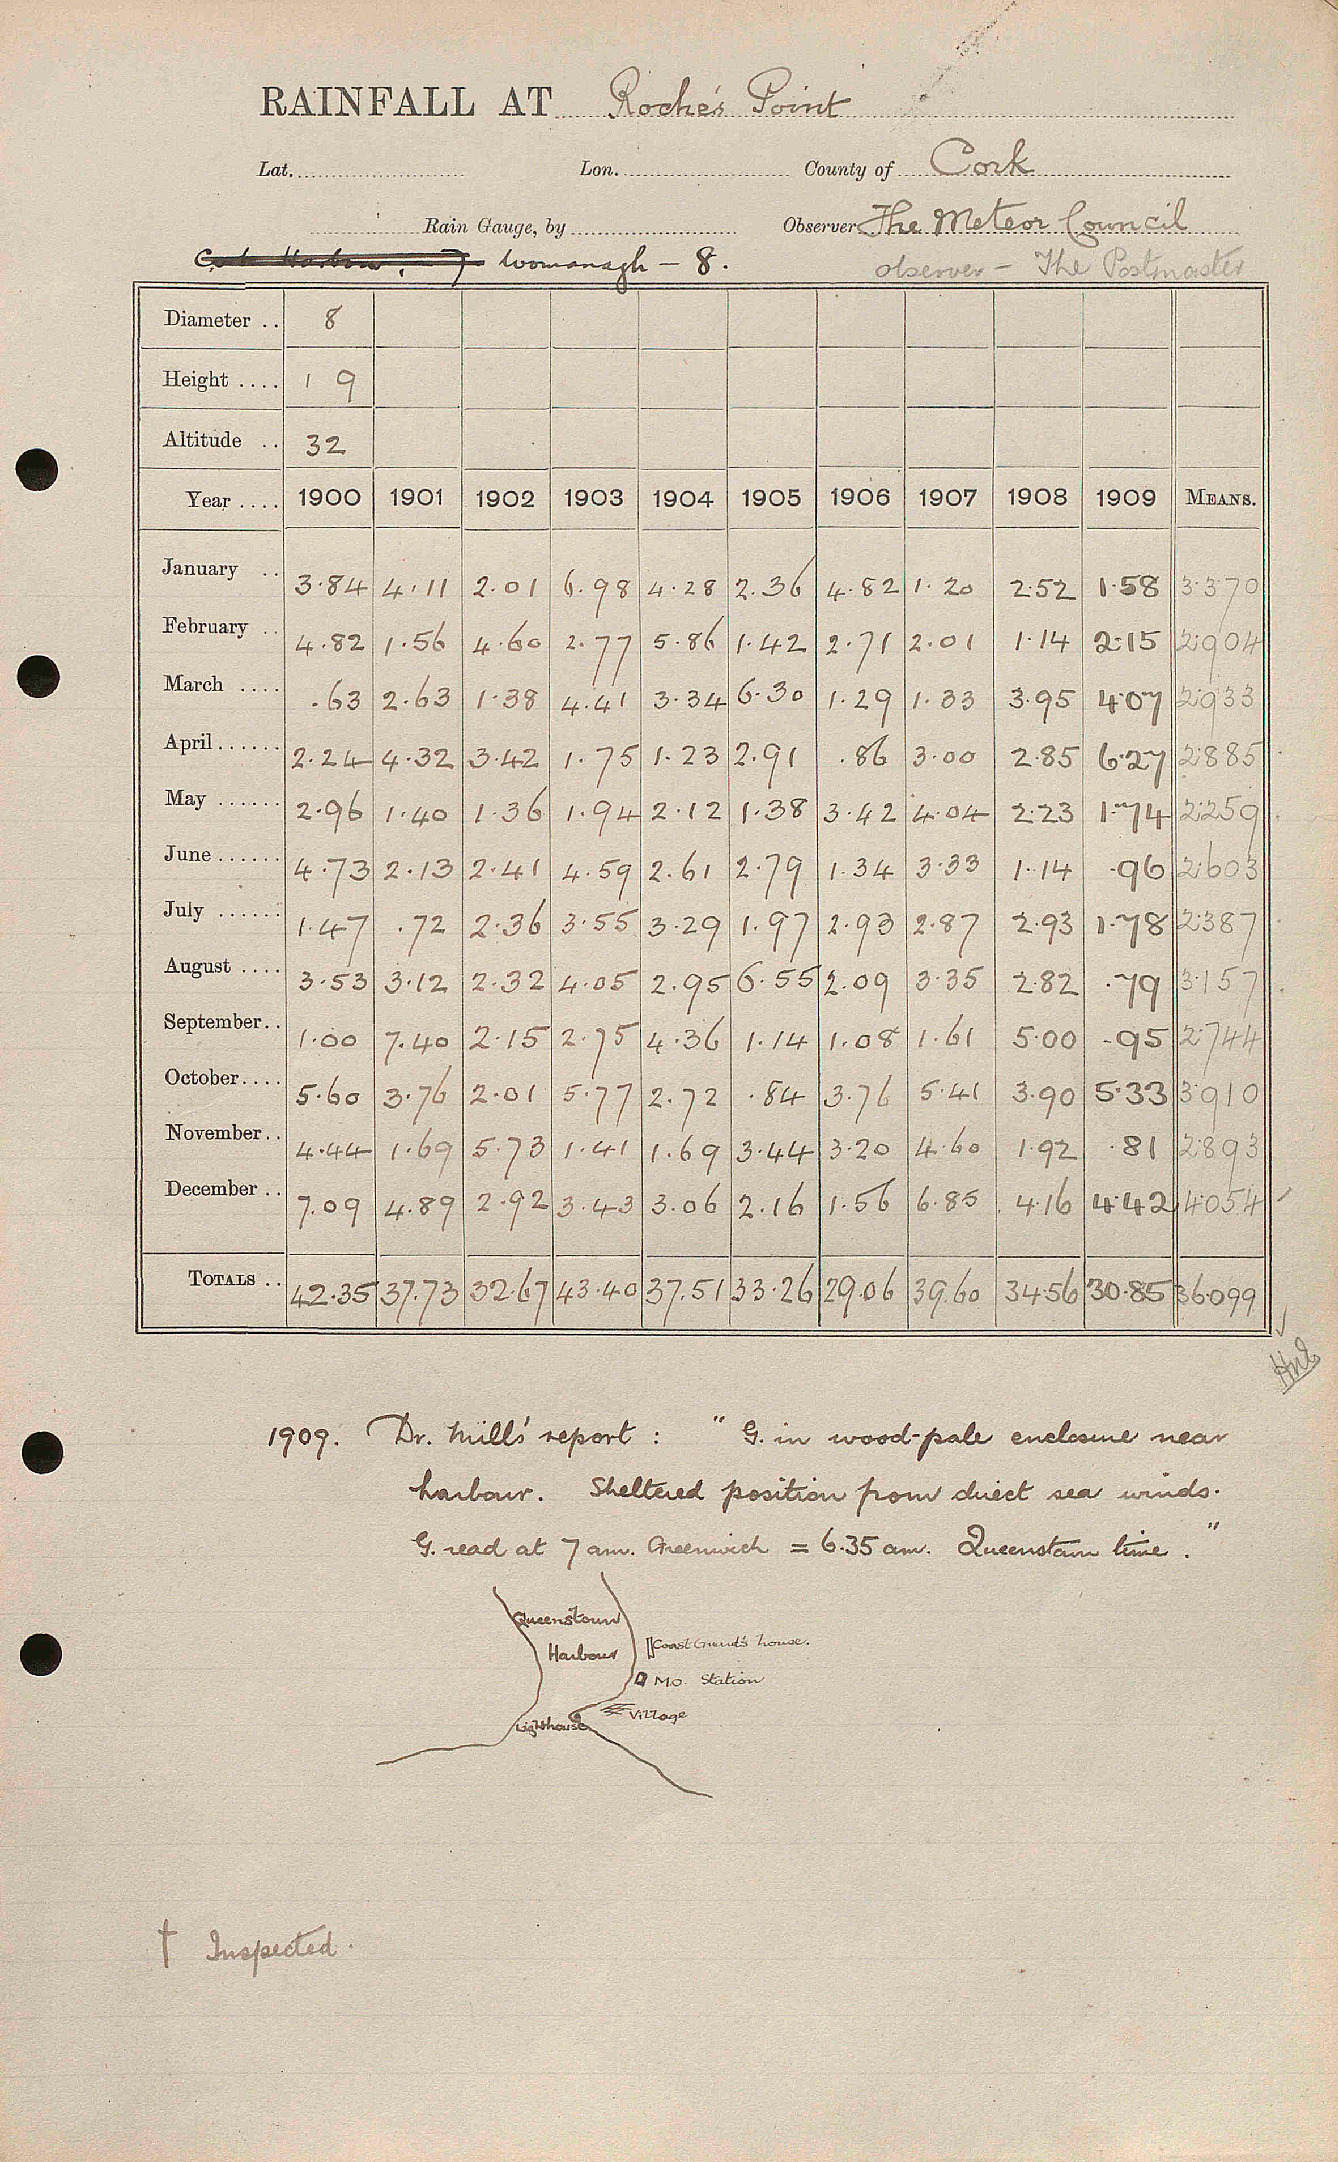 RAINFALL AT Roche's Point
Lat. Lon. County of Cork
Rain Gauge, by Observer The Meteor Council
Cork Harbour. - 7 Womanagh - 8. observer - The Postmaster
Diameter .. 8
Height .... 1 9
Altitude .. 32
Year .... 1900 1901 1902 1903 1904 1905 1906 1907 1908 1909 MEANS.
January .. 3.84 4.11 2.01 6.98 4.28 2.36 4.82 1.20 2.52 1.58 3.370
February .. 4.82 1.56 4.60 2.77 5.86 1.42 2.71 2.01 1.14 2.15 2.904
March .... .63 2.63 1.38 4.41 3.34 6.30 1.29 1.33 3.95 4.07 2.933
April...... 2.24 4.32 3.42 1.75 1.23 2.91 .86 3.00 2.85 6.27 2.885
May ...... 2.96 1.40 1.36 1.94 2.12 1.38 3.42 4.04 2.23 1.74 2.259
June...... 4.73 2.13 2.41 4.59 2.61 2.79 1.34 3.33 1.14 .96 2.603
July ...... 1.47 .72 2.36 3.55 3.29 1.97 2.93 2.87 2.93 1.78 2.387
August .... 3.53 3.12 2.32 4.05 2.95 6.55 2.09 3.35 2.82 .79 3.157
September.. 1.00 7.40 2.15 2.75 4.36 1.14 1.08 1.61 5.00 .95 2.744
October.... 5.60 3.76 2.01 5.77 2.72 .84 3.76 5.41 3.90 5.33 3.910
November.. 4.44 1.69 5.73 1.41 1.69 3.44 3.20 4.60 1.92 .81 2.893
December .. 7.09 4.89 2.92 3.43 3.06 2.16 1.56 6.85 4.16 4.42 4.054
TOTALS .. 42.35 37.73 32.67 43.40 37.51 33.26 29.06 39.60 34.56 30.85 36.099
1909. Dr. Mill's report : " G. in wood-pale enclosure near
harbour. Sheltered position from direct sea winds.
G. read at 7 am. Greenwich = 6.35 am. Queenstown time . "
Queenstown
Harbour
Coast Guard's house.
M.O. Station
Village
Lighthouse
† Inspected.